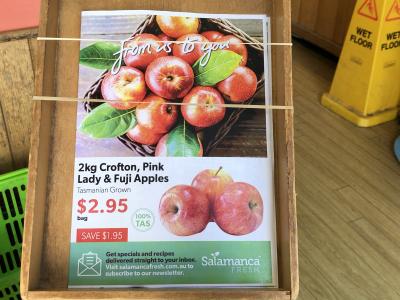 from us to you
2kg Crofton, Pink
Lady & Fuji Apples
Tasmanian Grown
$2.95
bag
100%
TAS
SAVE $1.95
Get specials and recipes
delivered straight to your inbox.
Visit salamancafresh.com.au to
subscribe to our newsletter.
Salamanca
FRESH
WET
FLOOR
WET
FLOOR